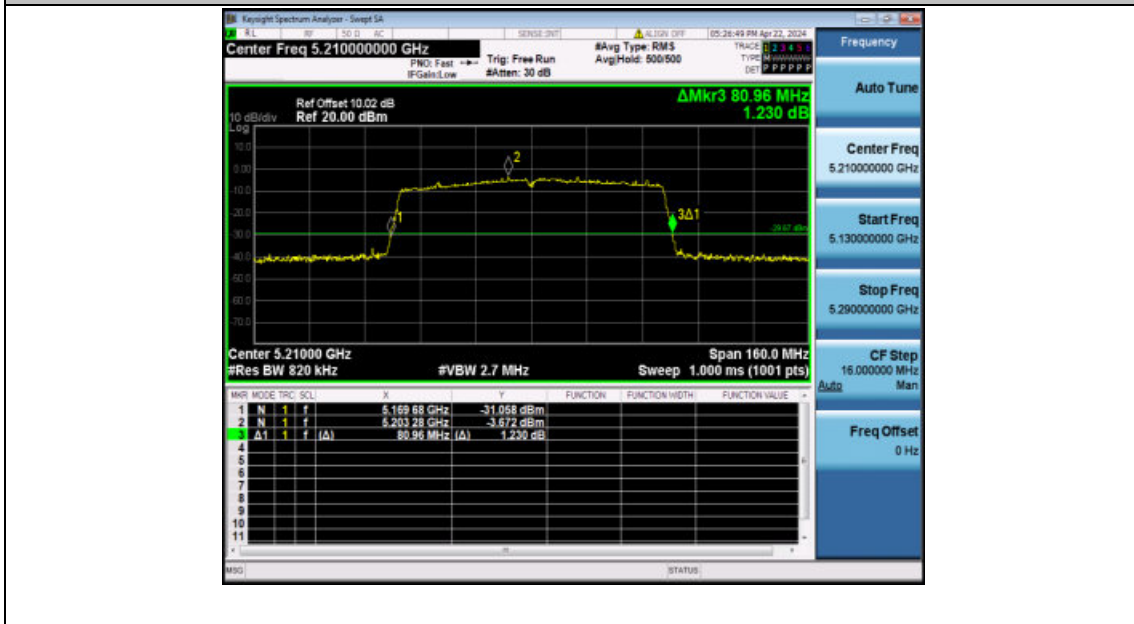 Keysight Spectrum Analyzer - Swept SA
RL RF 50 Ω AC SENSE:INT ALIGN OFF 05:26:49 PM Apr 22, 2024
Center Freq 5.210000000 GHz
PNO: Fast Trig: Free Run #Avg Type: RMS TRACE 1 2 3 4 5 6
IFGain:Low #Atten: 30 dB Avg|Hold: 500/500 TYPE M
DET P P P P P P
Frequency
Auto Tune
Center Freq
5.210000000 GHz
Start Freq
5.130000000 GHz
Stop Freq
5.290000000 GHz
CF Step
16.000000 MHz
Auto Man
Freq Offset
0 Hz
ΔMkr3 80.96 MHz
1.230 dB
Ref Offset 10.02 dB
10 dB/div Ref 20.00 dBm
Log
10.0
0.00
-10.0
-20.0
-30.0
-40.0
-50.0
-60.0
-70.0
1
2
3Δ1
-29.67 dBm
Center 5.21000 GHz Span 160.0 MHz
#Res BW 820 kHz #VBW 2.7 MHz Sweep 1.000 ms (1001 pts)
MKR MODE TRC SCL X Y FUNCTION FUNCTION WIDTH FUNCTION VALUE
1 N 1 f 5.169 68 GHz -31.058 dBm
2 N 1 f 5.203 28 GHz -3.672 dBm
3 Δ1 1 f (Δ) 80.96 MHz (Δ) 1.230 dB
4
5
6
7
8
9
10
11
MSG STATUS